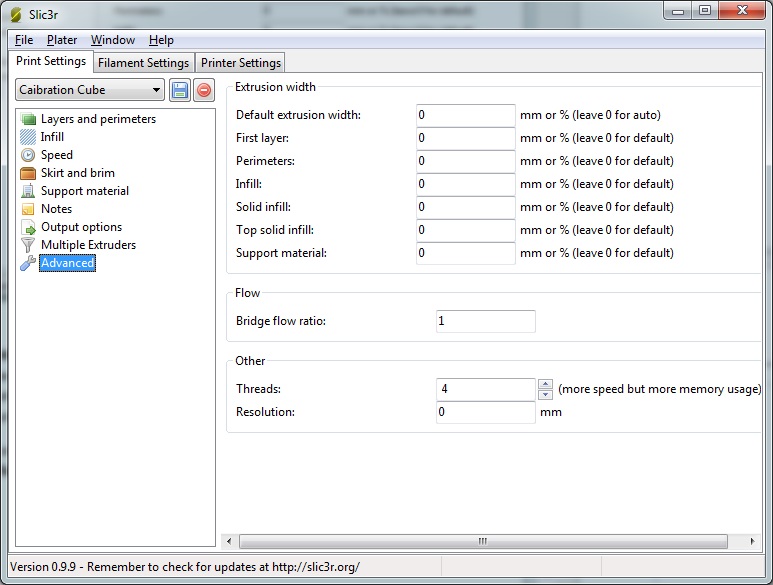 Slic3r
File Plater Window Help
Print Settings Filament Settings Printer Settings
Caibration Cube
Layers and perimeters
Infill
Speed
Skirt and brim
Support material
Notes
Output options
Multiple Extruders
Advanced
Extrusion width
Default extrusion width: 0 mm or % (leave 0 for auto)
First layer: 0 mm or % (leave 0 for default)
Perimeters: 0 mm or % (leave 0 for default)
Infill: 0 mm or % (leave 0 for default)
Solid infill: 0 mm or % (leave 0 for default)
Top solid infill: 0 mm or % (leave 0 for default)
Support material: 0 mm or % (leave 0 for default)
Flow
Bridge flow ratio: 1
Other
Threads: 4 (more speed but more memory usage)
Resolution: 0 mm
Version 0.9.9 - Remember to check for updates at http://slic3r.org/